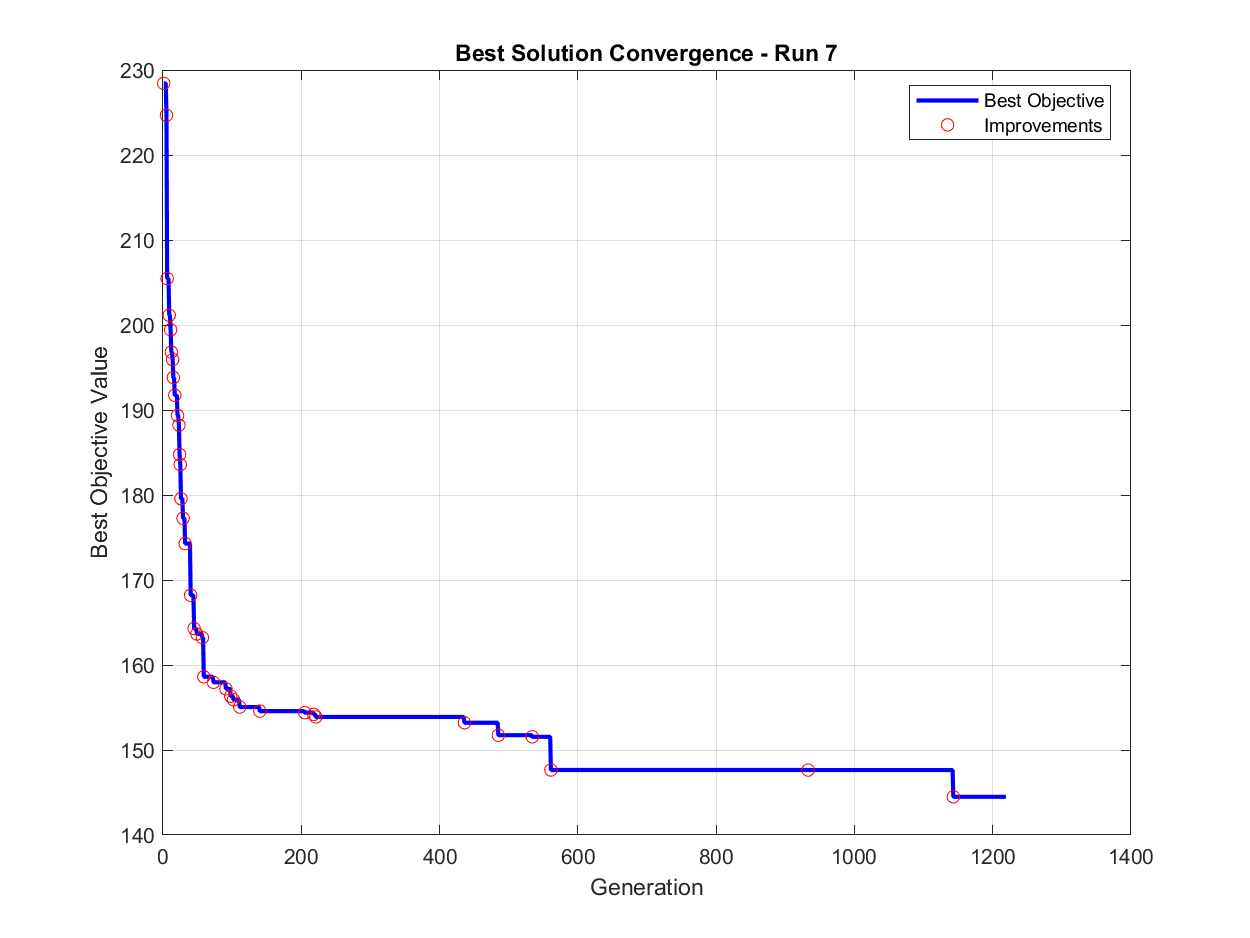 Best Solution Convergence - Run 7
Best Objective
Improvements
Best Objective Value
230
220
210
200
190
180
170
160
150
140
0 200 400 600 800 1000 1200 1400
Generation